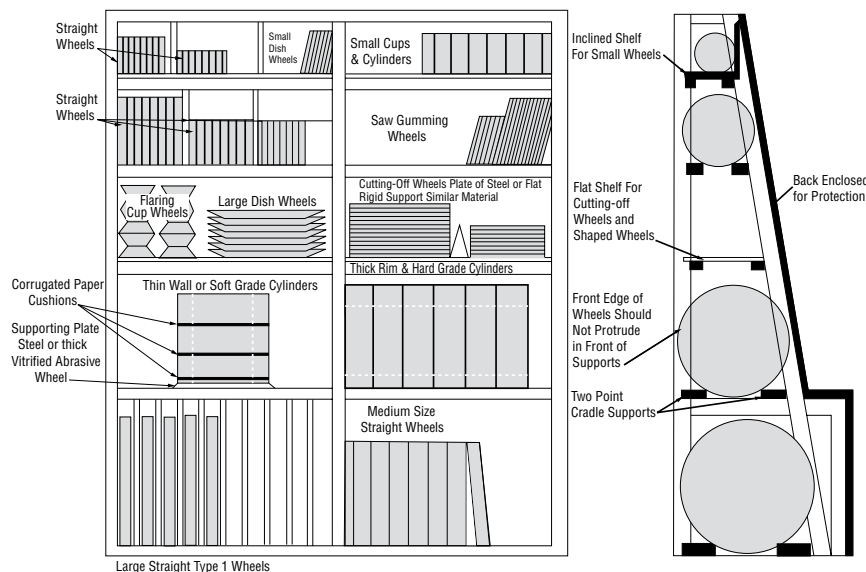 Straight
Wheels
Small
Dish
Wheels
Small Cups
& Cylinders
Straight
Wheels
Saw Gumming
Wheels
Flaring
Cup Wheels
Large Dish Wheels
Cutting-Off Wheels Plate of Steel or Flat
Rigid Support Similar Material
Corrugated Paper
Cushions
Supporting Plate
Steel or thick
Vitrified Abrasive
Wheel
Thin Wall or Soft Grade Cylinders
Thick Rim & Hard Grade Cylinders
Medium Size
Straight Wheels
Large Straight Type 1 Wheels
Inclined Shelf
For Small Wheels
Flat Shelf For
Cutting-off
Wheels and
Shaped Wheels
Back Enclosed
for Protection
Front Edge of
Wheels Should
Not Protrude
in Front of
Supports
Two Point
Cradle Supports